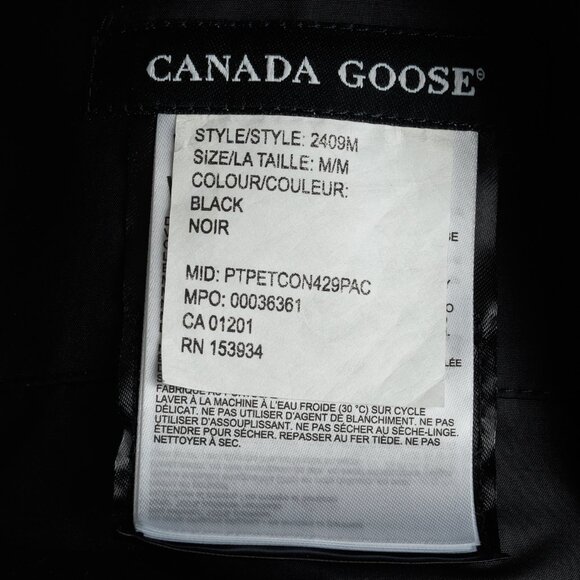 CANADA GOOSE®
STYLE/STYLE: 2409M
SIZE/LA TAILLE: M/M
COLOUR/COULEUR:
BLACK
NOIR
MID: PTPETCON429PAC
MPO: 00036361
CA 01201
RN 153934
LAVER À LA MACHINE À L'EAU FROIDE (30 °C) SUR CYCLE
DÉLICAT. NE PAS UTILISER D'AGENT DE BLANCHIMENT. NE PAS
UTILISER D'ASSOUPLISSANT. NE PAS SÉCHER AU SÈCHE-LINGE.
ÉTENDRE POUR SÉCHER. REPASSER AU FER TIÈDE. NE PAS
NETTOYER À SEC.